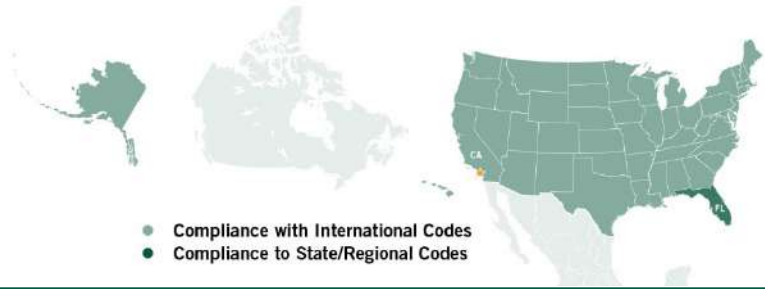 CA
FL
Compliance with International Codes
Compliance to State/Regional Codes